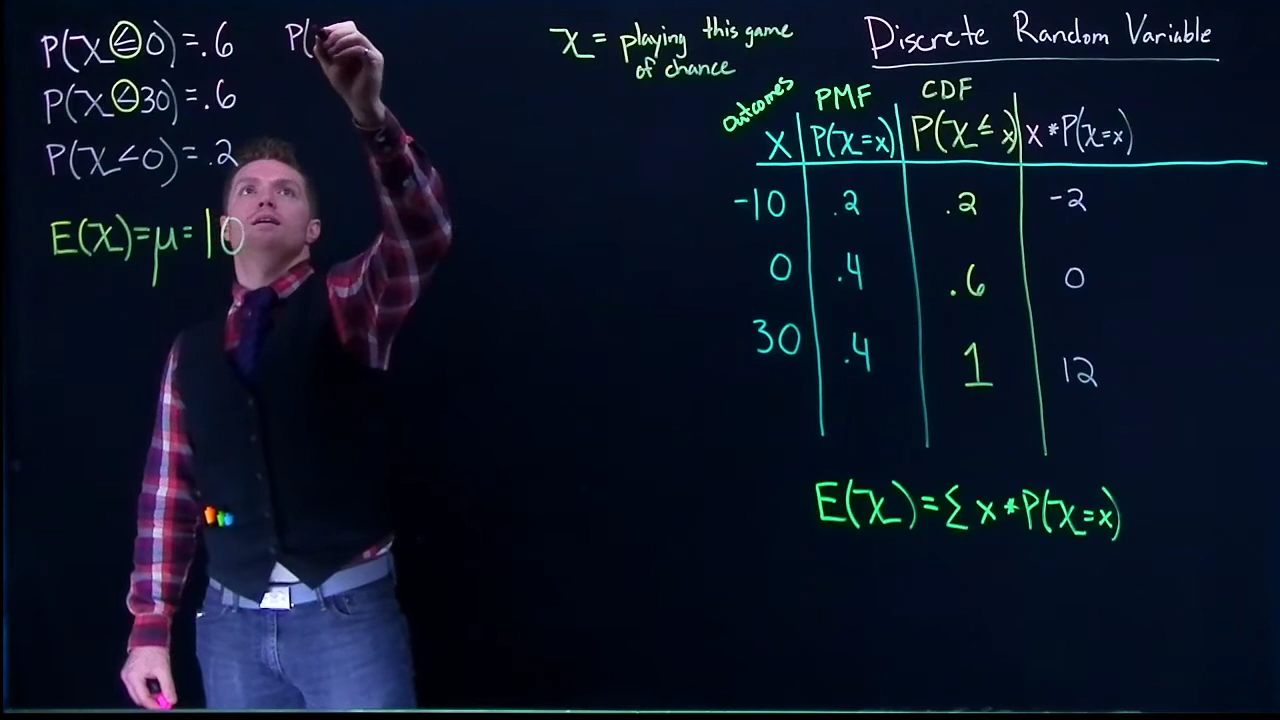 P(X≤0)=.6
P(X<30)=.6
P(X<0)=.2
E(X)=μ=10
P(
X = playing this game
of chance
Discrete Random Variable
outcomes PMF CDF
x P(X=x) P(X≤x) x*P(X=x)
-10 .2 .2 -2
0 .4 .6 0
30 .4 1 12
E(X)=Σ x*P(X=x)